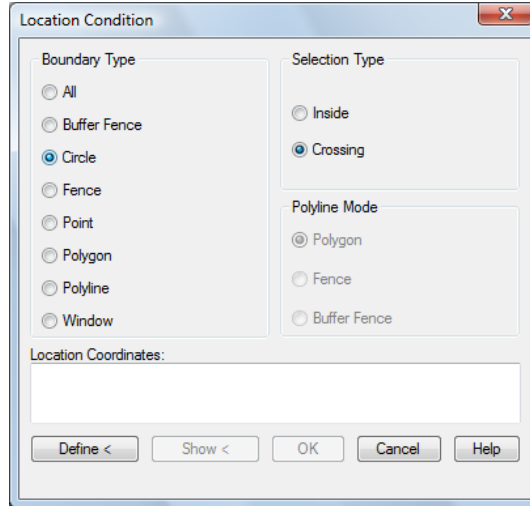 Location Condition
Boundary Type
All
Buffer Fence
Circle
Fence
Point
Polygon
Polyline
Window
Selection Type
Inside
Crossing
Polyline Mode
Polygon
Fence
Buffer Fence
Location Coordinates:
Define <
Show <
OK
Cancel
Help